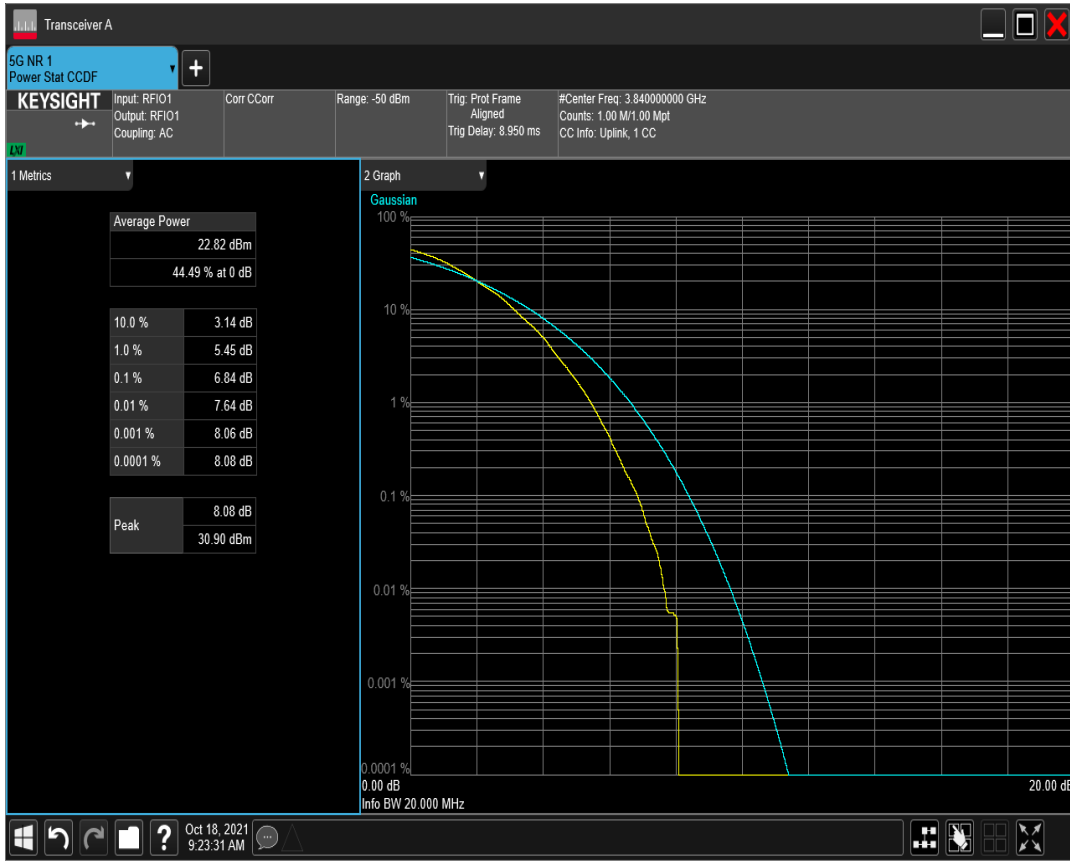 Transceiver A
5G NR 1
Power Stat CCDF
KEYSIGHT
LXI
Input: RFIO1
Output: RFIO1
Coupling: AC
Corr CCorr
Range: -50 dBm
Trig: Prot Frame
Aligned
Trig Delay: 8.950 ms
#Center Freq: 3.840000000 GHz
Counts: 1.00 M/1.00 Mpt
CC Info: Uplink, 1 CC
1 Metrics
Average Power
22.82 dBm
44.49 % at 0 dB
10.0 % 3.14 dB
1.0 % 5.45 dB
0.1 % 6.84 dB
0.01 % 7.64 dB
0.001 % 8.06 dB
0.0001 % 8.08 dB
Peak
8.08 dB
30.90 dBm
2 Graph
Gaussian
100 %
10 %
1 %
0.1 %
0.01 %
0.001 %
0.0001 %
0.00 dB 20.00 dB
Info BW 20.000 MHz
?
Oct 18, 2021
9:23:31 AM